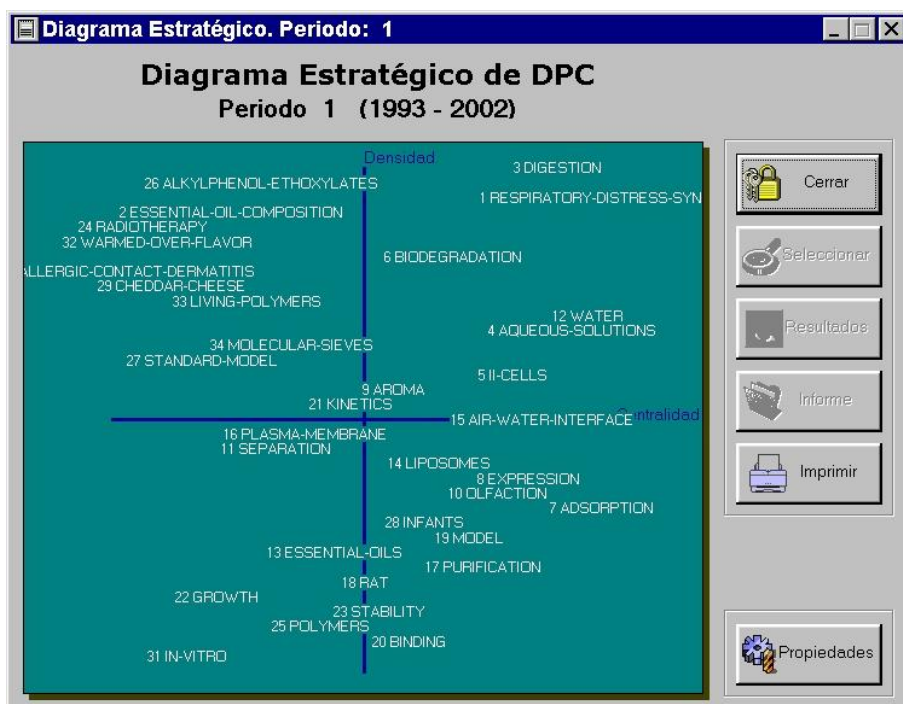 Diagrama Estratégico. Periodo: 1
Diagrama Estratégico de DPC
Periodo 1 (1993 - 2002)
Densidad
3 DIGESTION
26 ALKYLPHENOL-ETHOXYLATES
1 RESPIRATORY-DISTRESS-SYN
2 ESSENTIAL-OIL-COMPOSITION
24 RADIOTHERAPY
32 WARMED-OVER-FLAVOR
6 BIODEGRADATION
ALLERGIC-CONTACT-DERMATITIS
29 CHEDDAR-CHEESE
33 LIVING-POLYMERS
12 WATER
4 AQUEOUS-SOLUTIONS
34 MOLECULAR-SIEVES
27 STANDARD-MODEL
5 II-CELLS
9 AROMA
21 KINETICS
15 AIR-WATER-INTERFACE
Centralidad
16 PLASMA-MEMBRANE
11 SEPARATION
14 LIPOSOMES
8 EXPRESSION
10 OLFACTION
7 ADSORPTION
28 INFANTS
19 MODEL
13 ESSENTIAL-OILS
17 PURIFICATION
18 RAT
22 GROWTH
23 STABILITY
25 POLYMERS
20 BINDING
31 IN-VITRO
Cerrar
Seleccionar
Resultados
Informe
Imprimir
Propiedades